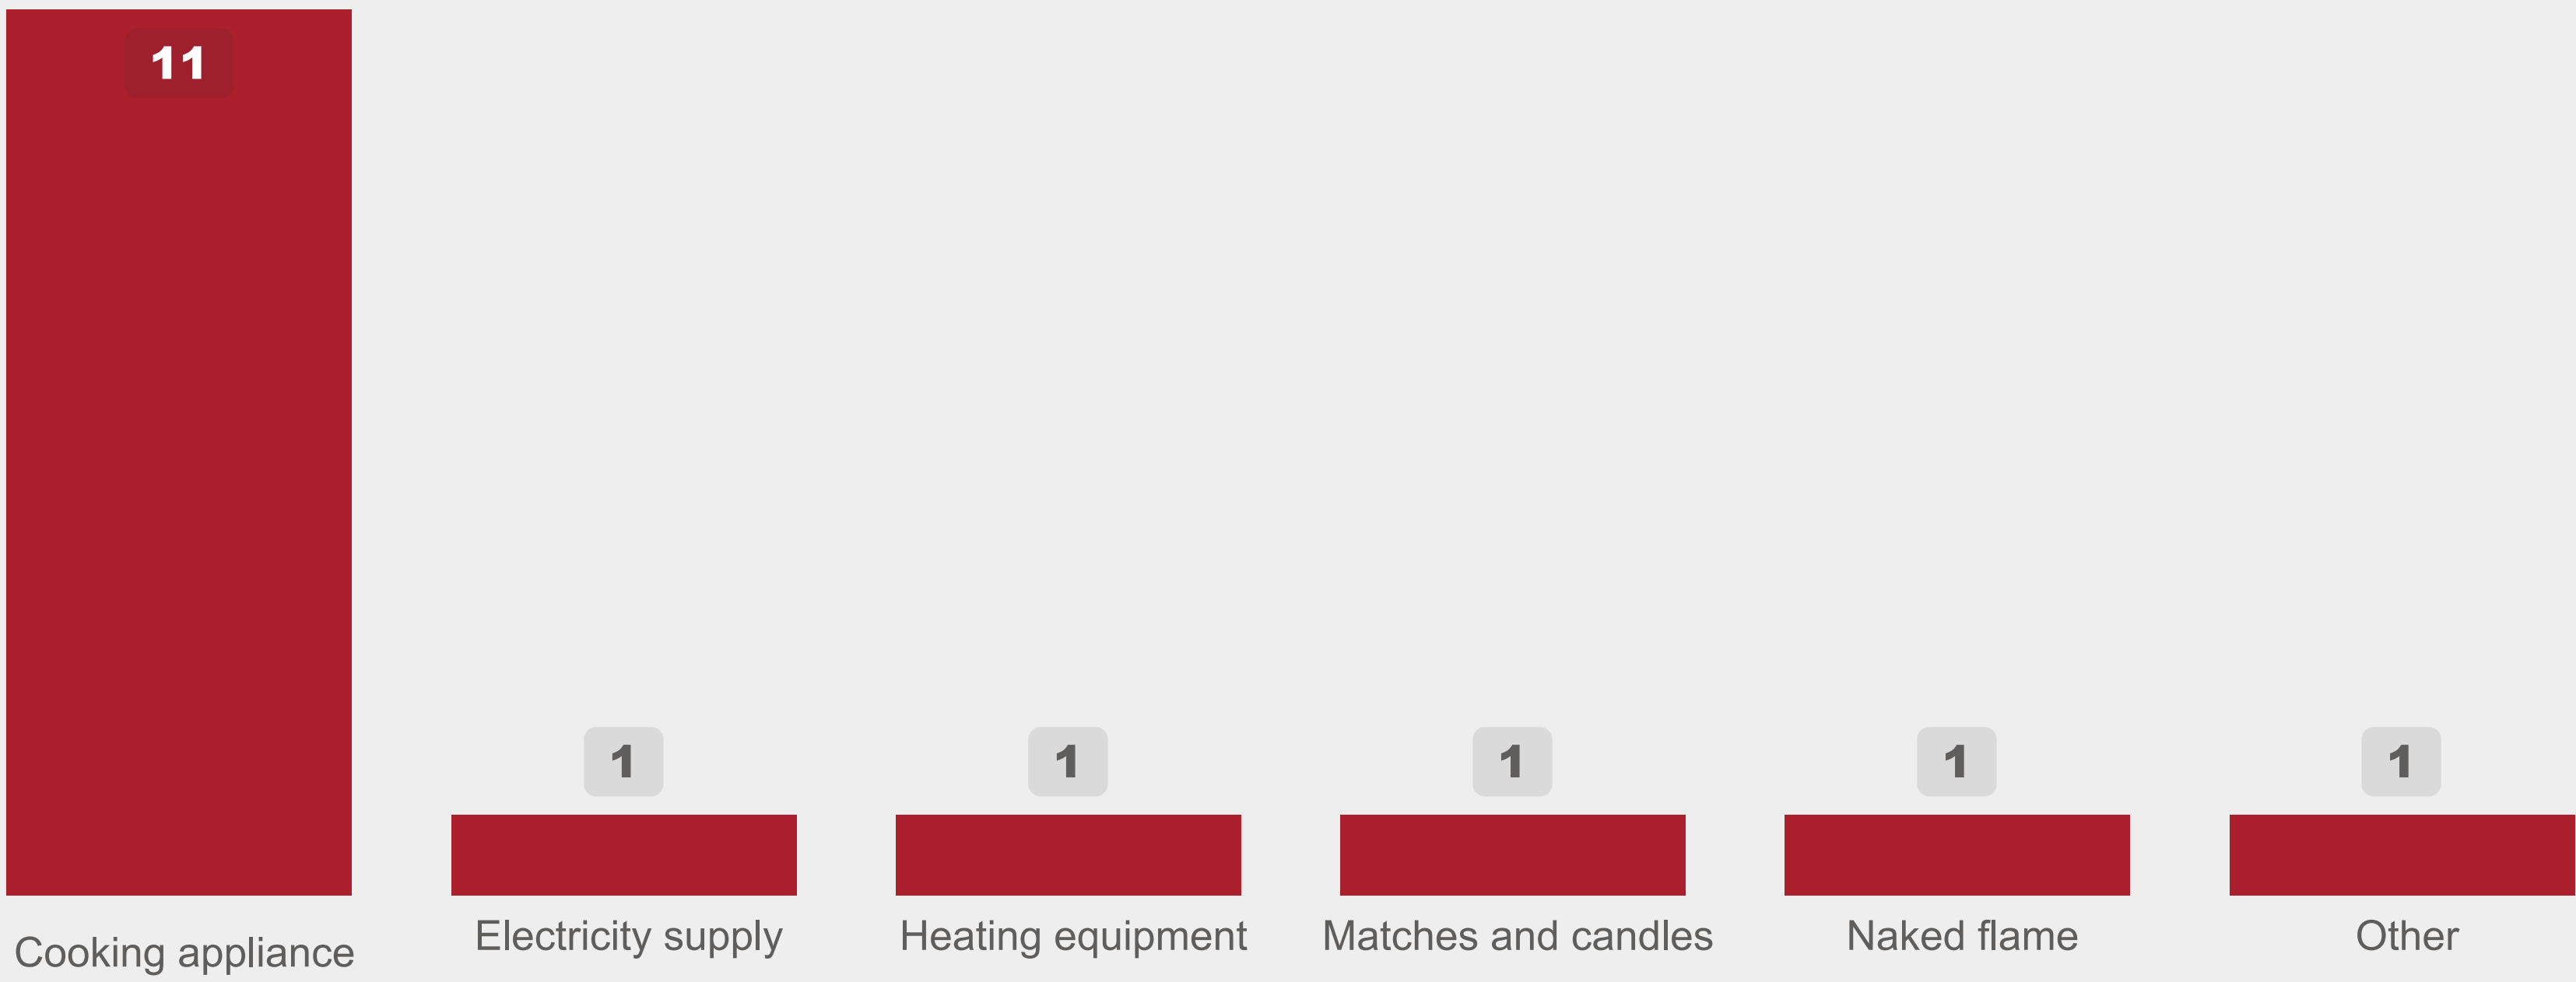 11
1
1
1
1
1
Cooking appliance
Electricity supply
Heating equipment
Matches and candles
Naked flame
Other